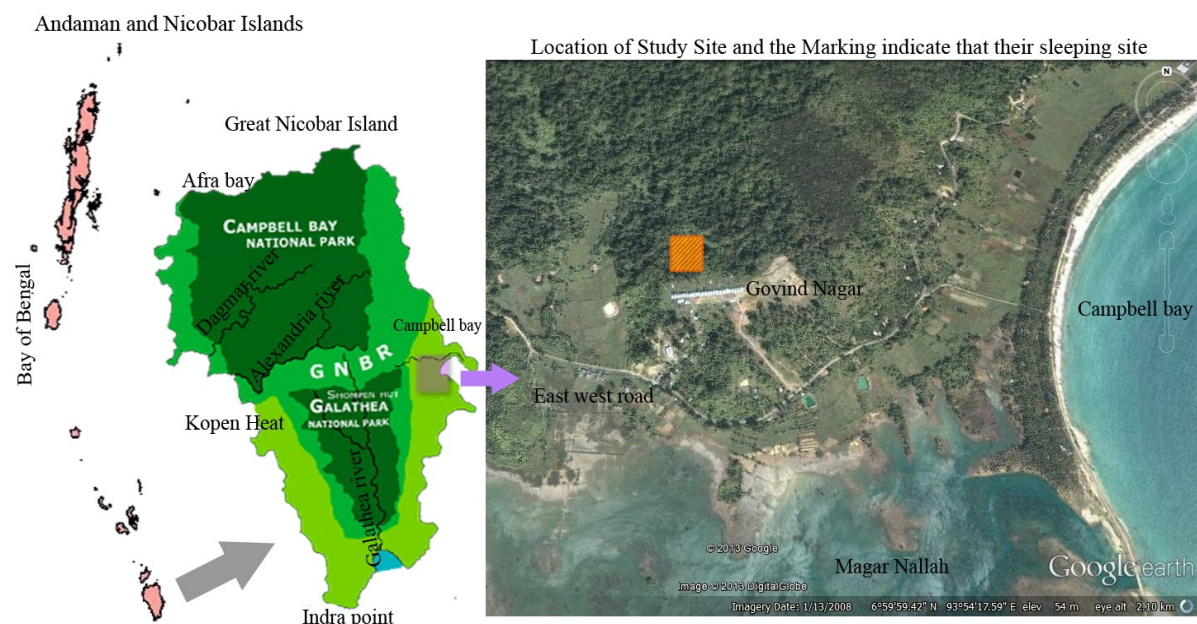 Andaman and Nicobar Islands
Location of Study Site and the Marking indicate that their sleeping site
Great Nicobar Island
Afra bay
CAMPBELL BAY
NATIONAL PARK
Bay of Bengal
Dagmar river
Alexandria river
Campbell bay
G N B R
SHOMPEN HUT
GALATHEA
NATIONAL PARK
Kopen Heat
Galathea river
Indra point
N
Govind Nagar
Campbell bay
East west road
Magar Nallah
© 2013 Google
Image © 2013 DigitalGlobe
Google earth
Imagery Date: 1/13/2008 6°59'59.42" N 93°54'17.59" E elev 54 m eye alt 2.10 km